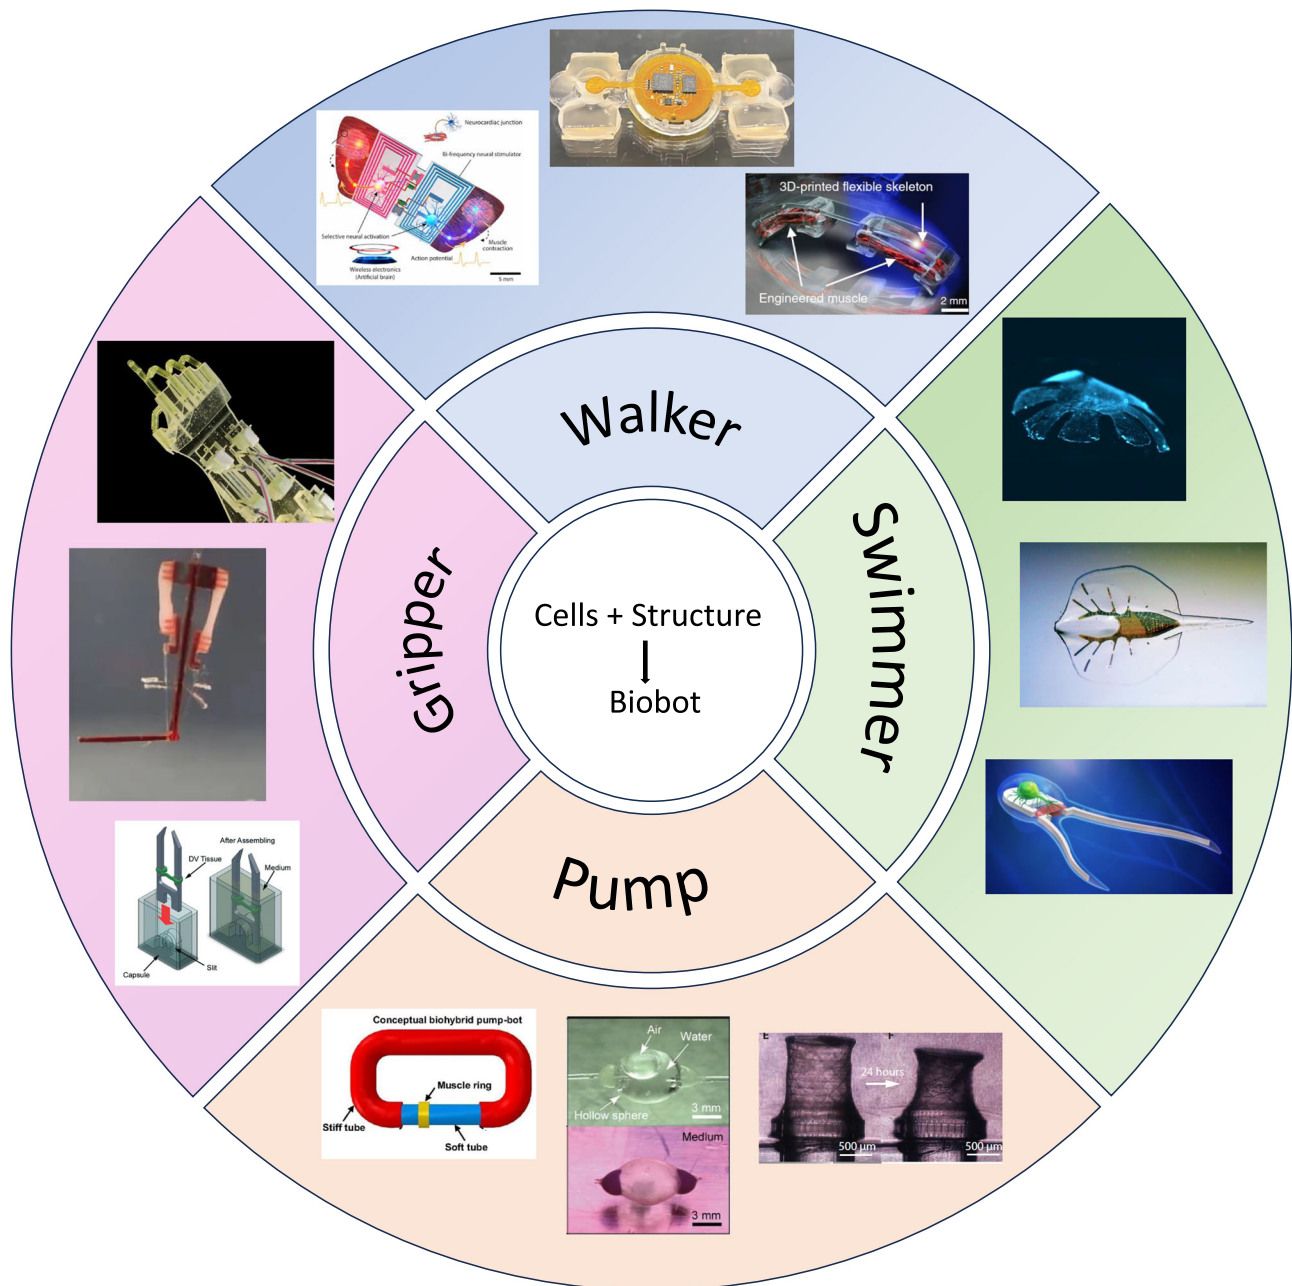 Neurocardiac junction
Bi-frequency neural stimulator
Selective neural activation
Muscle
contraction
Wireless electronics
(Artificial brain)
Action potential
5 mm
3D-printed flexible skeleton
Engineered muscle
2 mm
Walker
Gripper
Swimmer
Pump
Cells + Structure
Biobot
After Assembling
DV Tissue
Medium
Capsule
Slit
Conceptual biohybrid pump-bot
Muscle ring
Stiff tube
Soft tube
Air
Water
Hollow sphere
3 mm
Medium
3 mm
E
F
24 hours
500 µm
500 µm